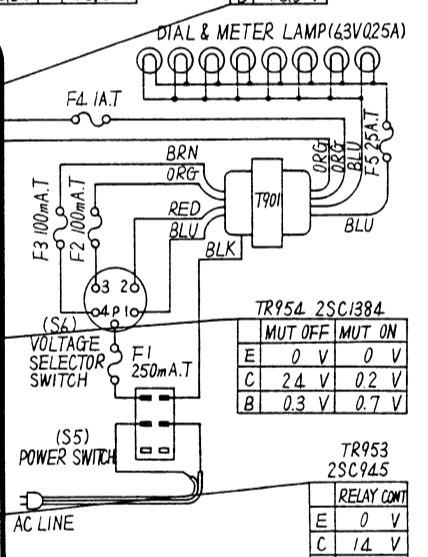 DIAL & METER LAMP(6.3V 0.25A)
F4 1A.T
BRN
ORG
F3 100mA.T
F2 100mA.T
RED
BLU
BLK
T901
ORG
ORG
BLU
F5 2.5A.T
BLU
3 2
4 P 1
(S6)
VOLTAGE
SELECTOR
SWITCH
F1
250mA.T
(S5)
POWER SWITCH
AC LINE
TR954 2SC1384
MUT OFF MUT ON
E 0 V 0 V
C 24 V 0.2 V
B 0.3 V 0.7 V
TR953
2SC945
RELAY CONT
E 0 V
C 14 V